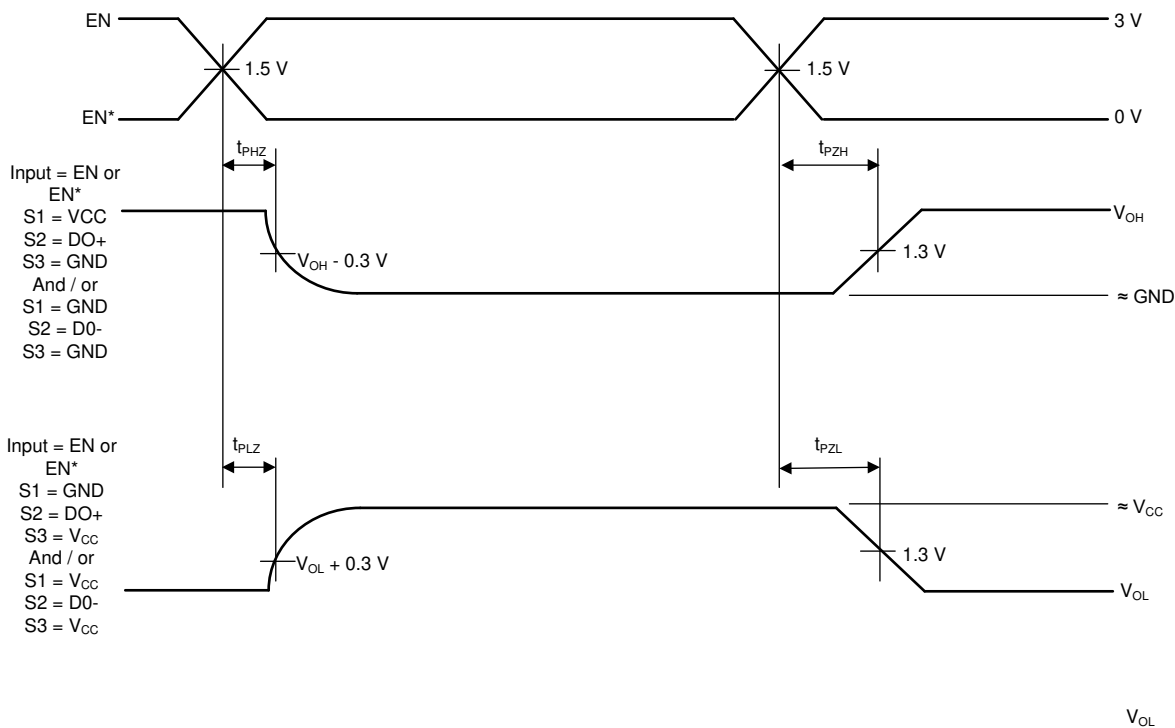 EN
3 V
1.5 V
1.5 V
EN*
0 V
tPHZ
tPZH
Input = EN or
EN*
S1 = VCC
S2 = DO+
S3 = GND
And / or
S1 = GND
S2 = D0-
S3 = GND
VOH
VOH - 0.3 V
1.3 V
≈ GND
tPLZ
tPZL
Input = EN or
EN*
S1 = GND
S2 = DO+
S3 = VCC
And / or
S1 = VCC
S2 = D0-
S3 = VCC
≈ VCC
VOL + 0.3 V
1.3 V
VOL
VOL